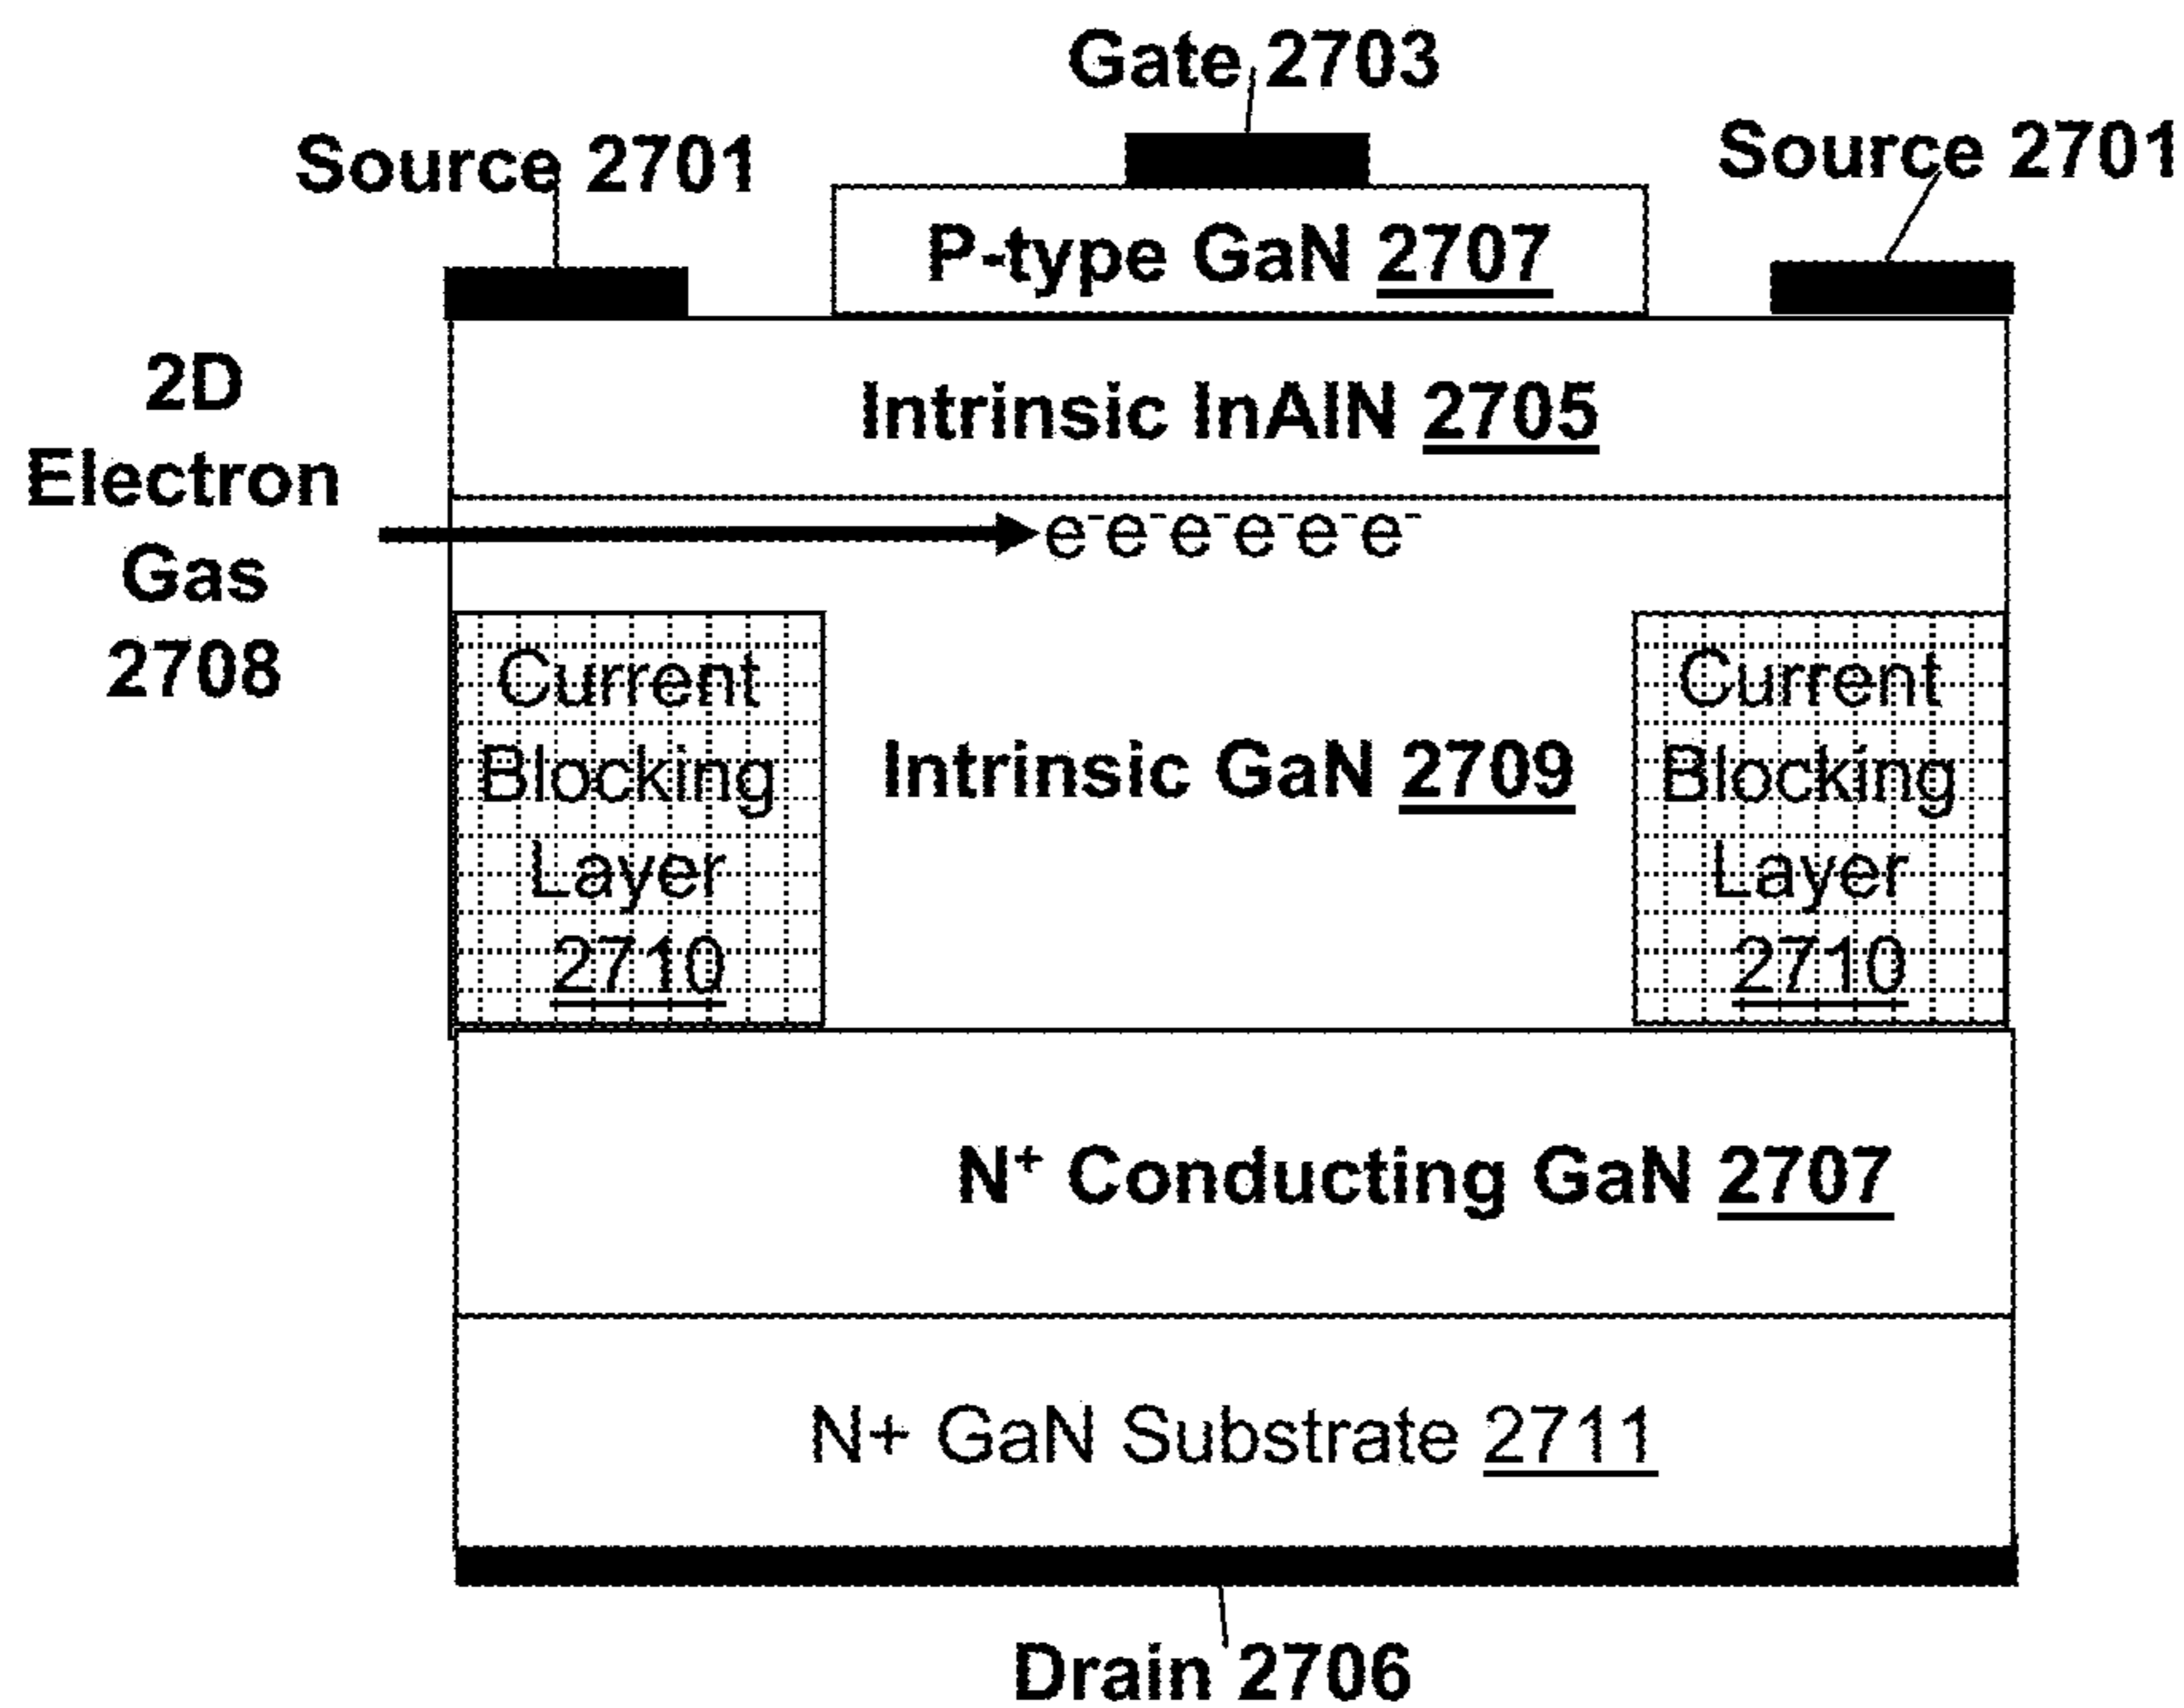 Gate 2703
Source 2701
Source 2701
P-type GaN 2707
2D
Electron
Gas
2708
Intrinsic InAlN 2705
e⁻e⁻e⁻e⁻e⁻e⁻
Current
Blocking
Layer
2710
Intrinsic GaN 2709
Current
Blocking
Layer
2710
N⁺ Conducting GaN 2707
N+ GaN Substrate 2711
Drain 2706